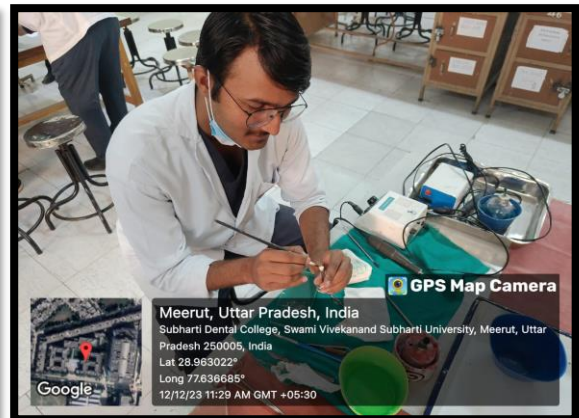 GPS Map Camera
Meerut, Uttar Pradesh, India
Subharti Dental College, Swami Vivekanand Subharti University, Meerut, Uttar
Pradesh 250005, India
Lat 28.963022°
Long 77.636685°
12/12/23 11:29 AM GMT +05:30
Google